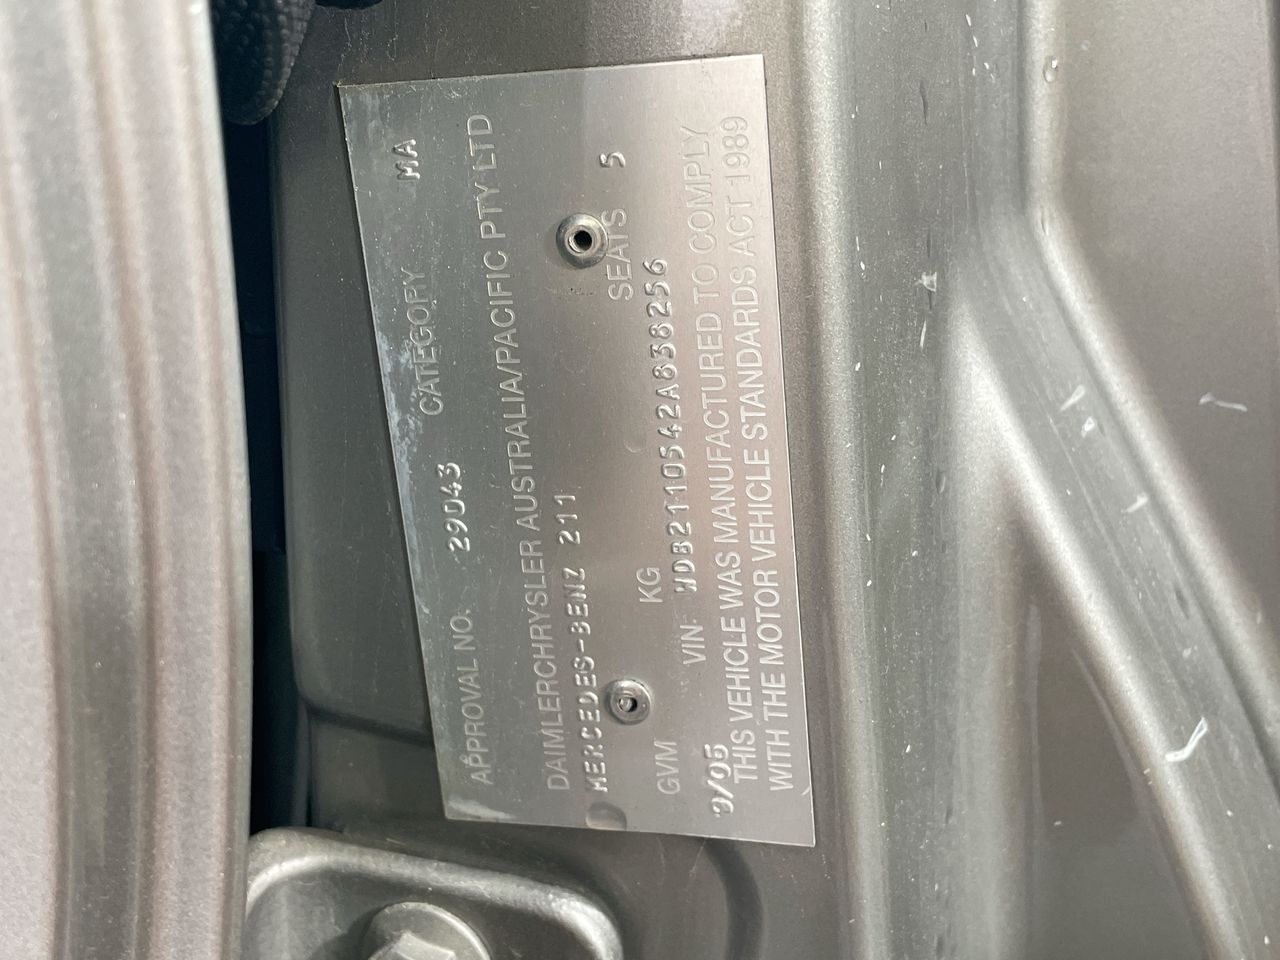 APPROVAL NO. 29043 CATEGORY MA
DAIMLERCHRYSLER AUSTRALIA/PACIFIC PTY LTD
MERCEDES-BENZ 211
GVM KG SEATS 5
VIN: WDB2110542A838256
9/05
THIS VEHICLE WAS MANUFACTURED TO COMPLY
WITH THE MOTOR VEHICLE STANDARDS ACT 1989